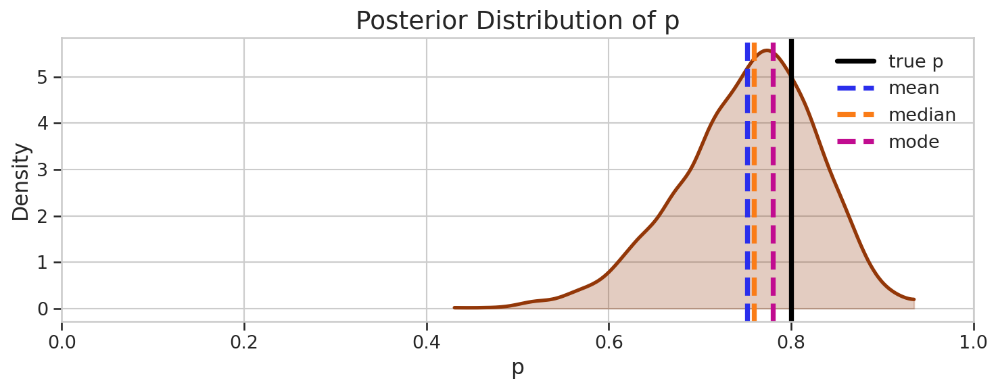 Posterior Distribution of p
Density
5
4
3
2
1
0
true p
mean
median
mode
0.0 0.2 0.4 0.6 0.8 1.0
p